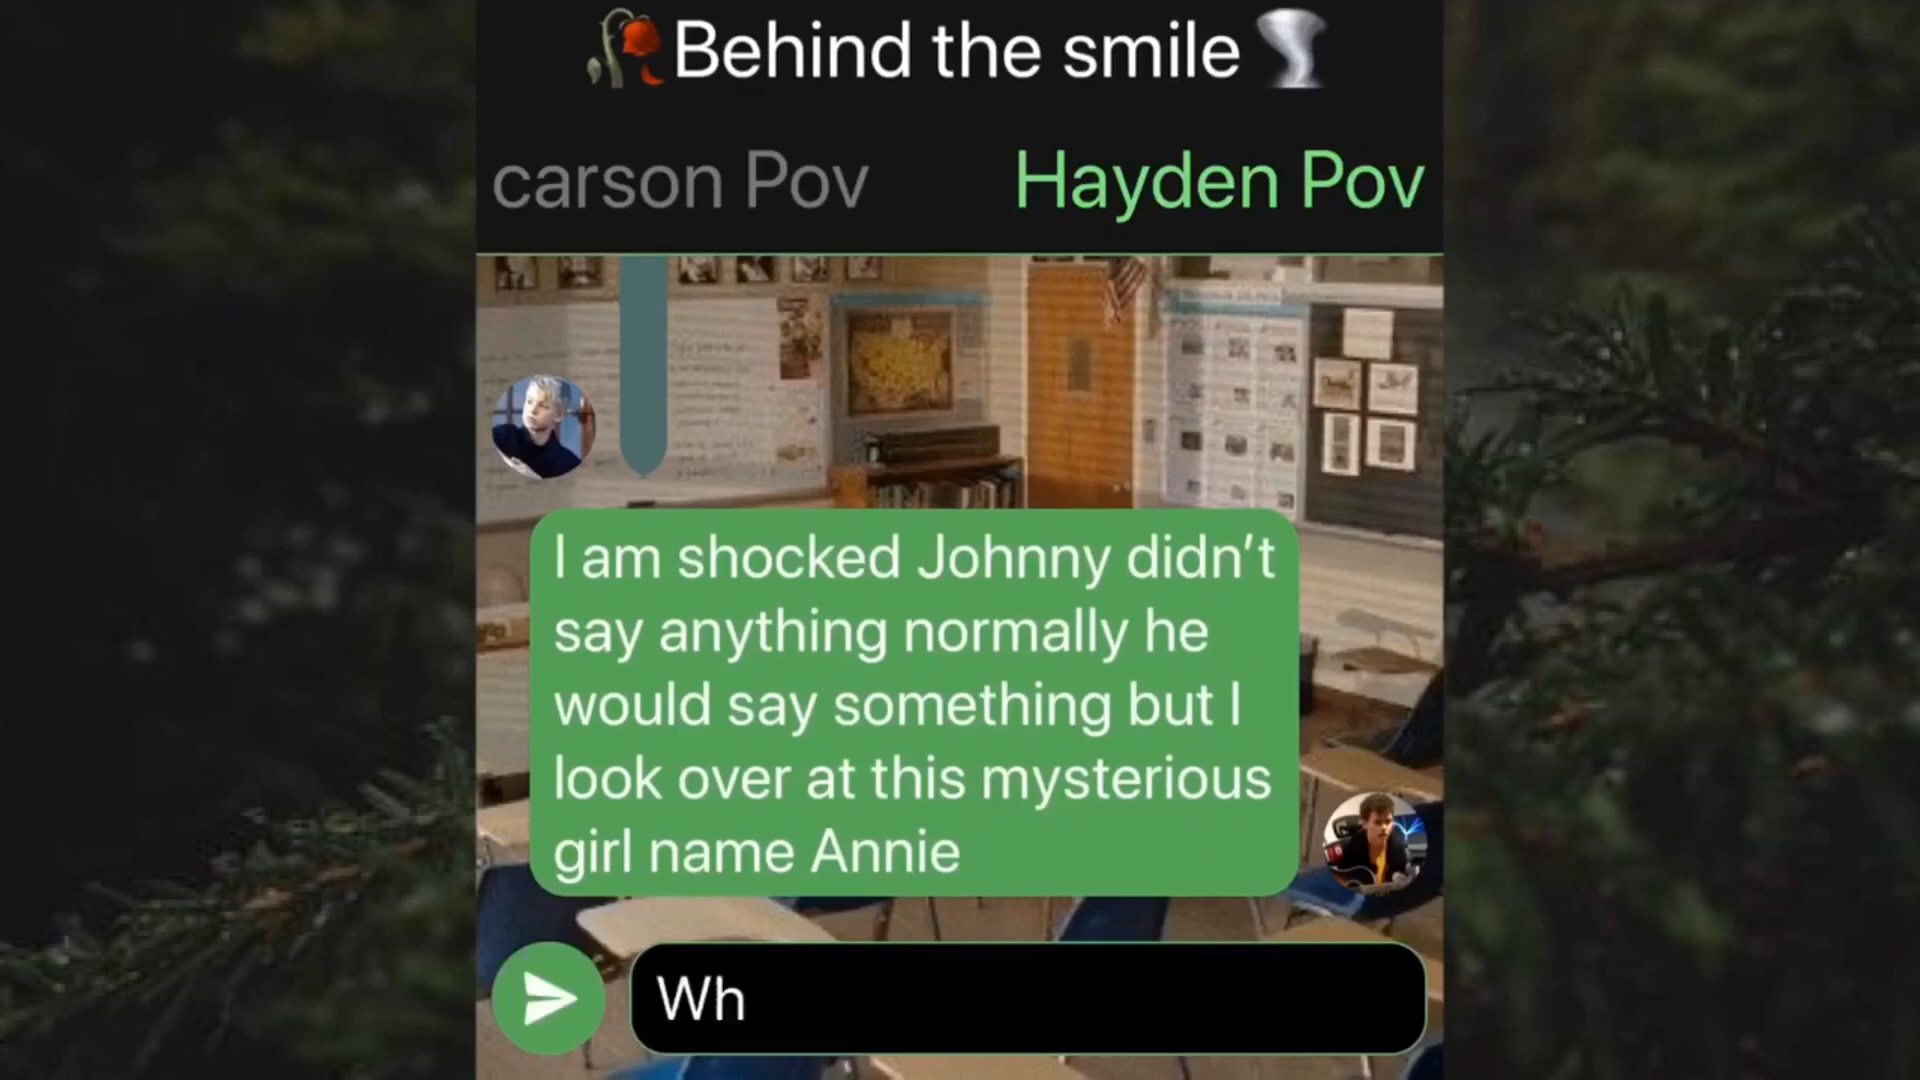 🥀Behind the smile🌪
carson Pov
Hayden Pov
I am shocked Johnny didn’t
say anything normally he
would say something but I
look over at this mysterious
girl name Annie
Wh